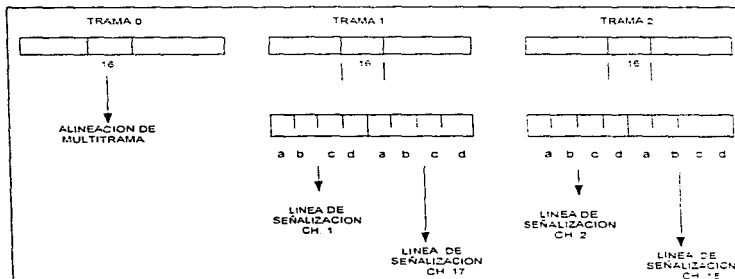 TRAMA 0
TRAMA 1
TRAMA 2
16
16
16
ALINEACION DE
MULTITRAMA
a b c d a b c d
a b c d a b c d
LINEA DE
SEÑALIZACION
CH. 1
LINEA DE
SEÑALIZACION
CH. 2
LINEA DE
SEÑALIZACION
CH. 17
LINEA DE
SEÑALIZACION
CH.